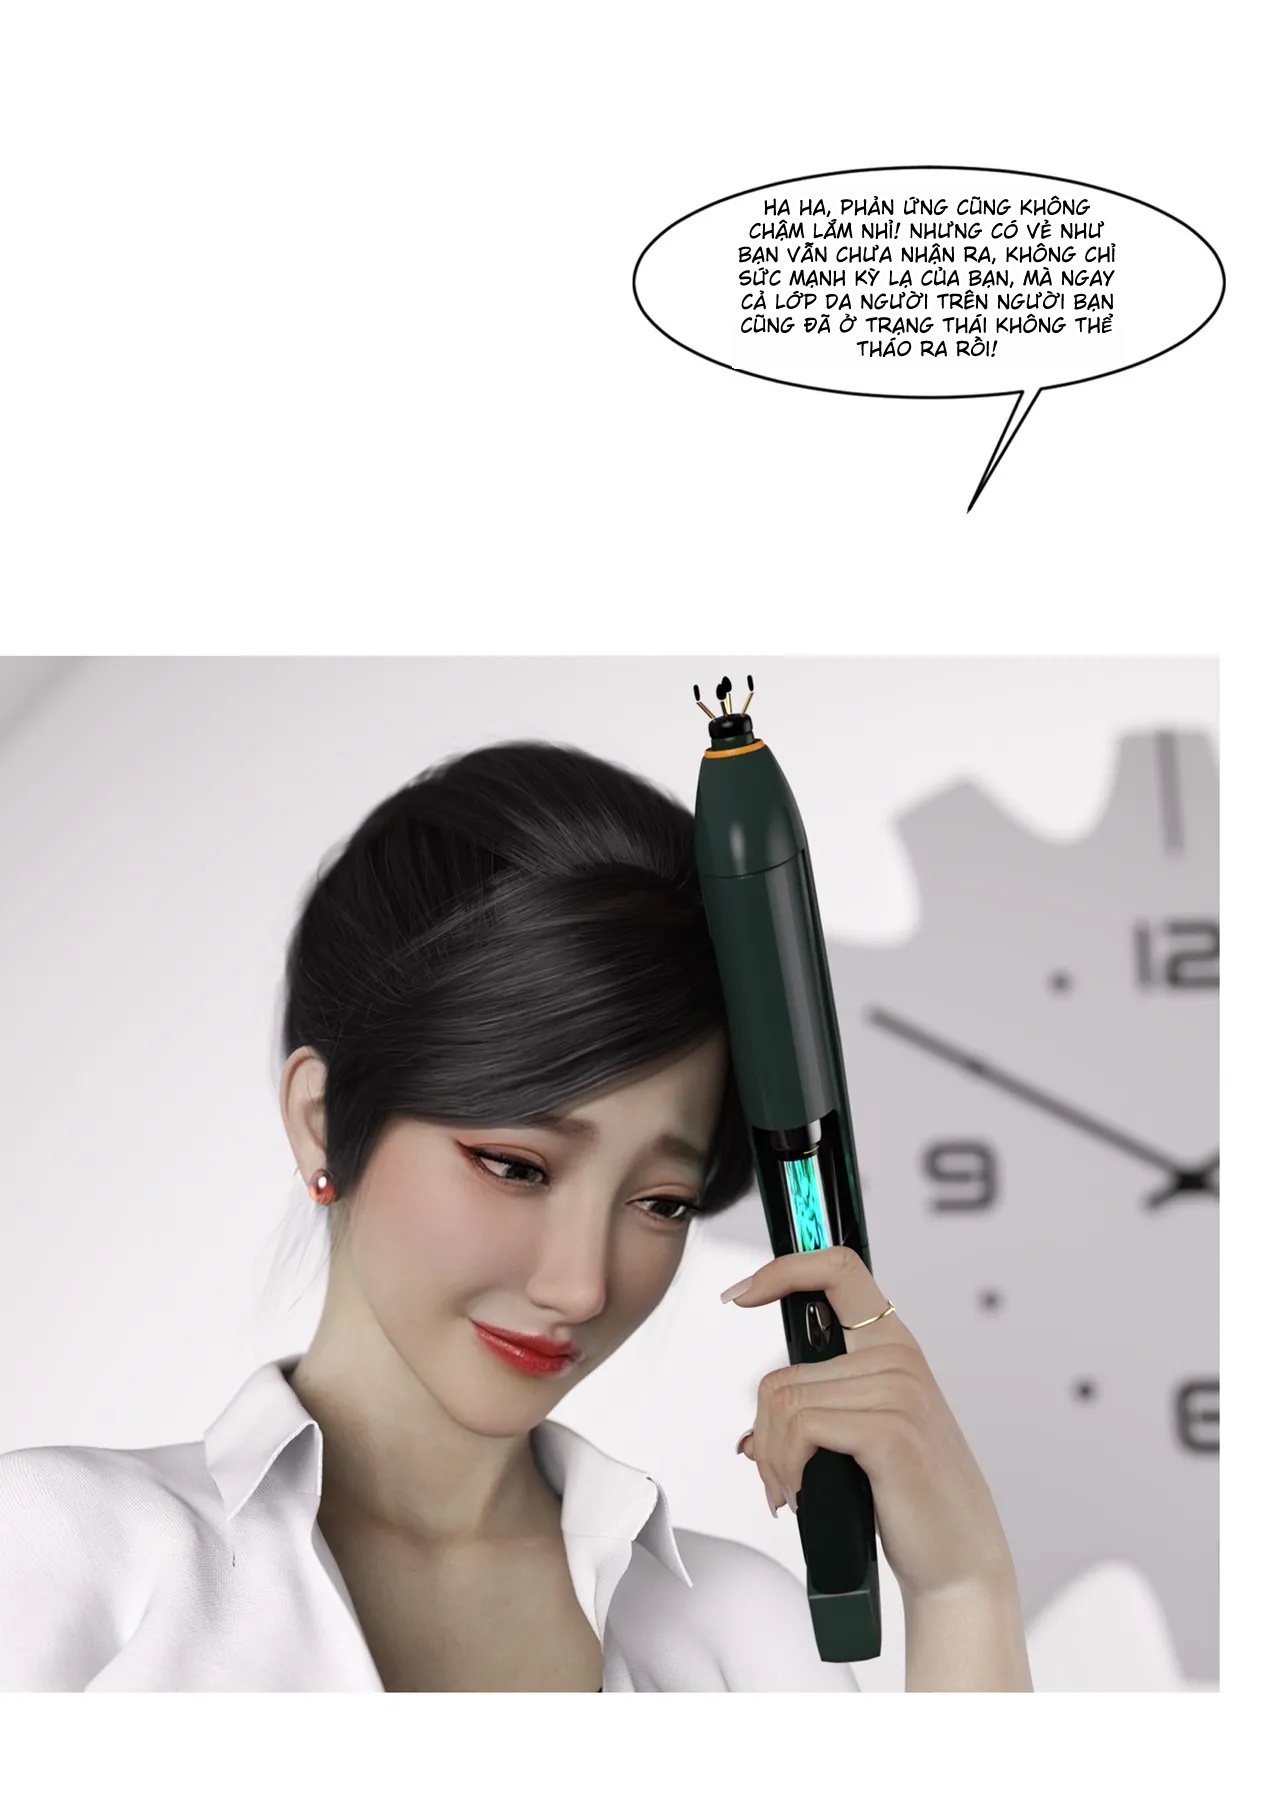 HA HA, PHẢN ỨNG CŨNG KHÔNG
CHẬM LẮM NHỈ! NHƯNG CÓ VẺ NHƯ
BẠN VẪN CHƯA NHẬN RA, KHÔNG CHỈ
SỨC MẠNH KỲ LẠ CỦA BẠN, MÀ NGAY
CẢ LỚP DA NGƯỜI TRÊN NGƯỜI BẠN
CŨNG ĐÃ Ở TRẠNG THÁI KHÔNG THỂ
THÁO RA RỒI!
12
9
6